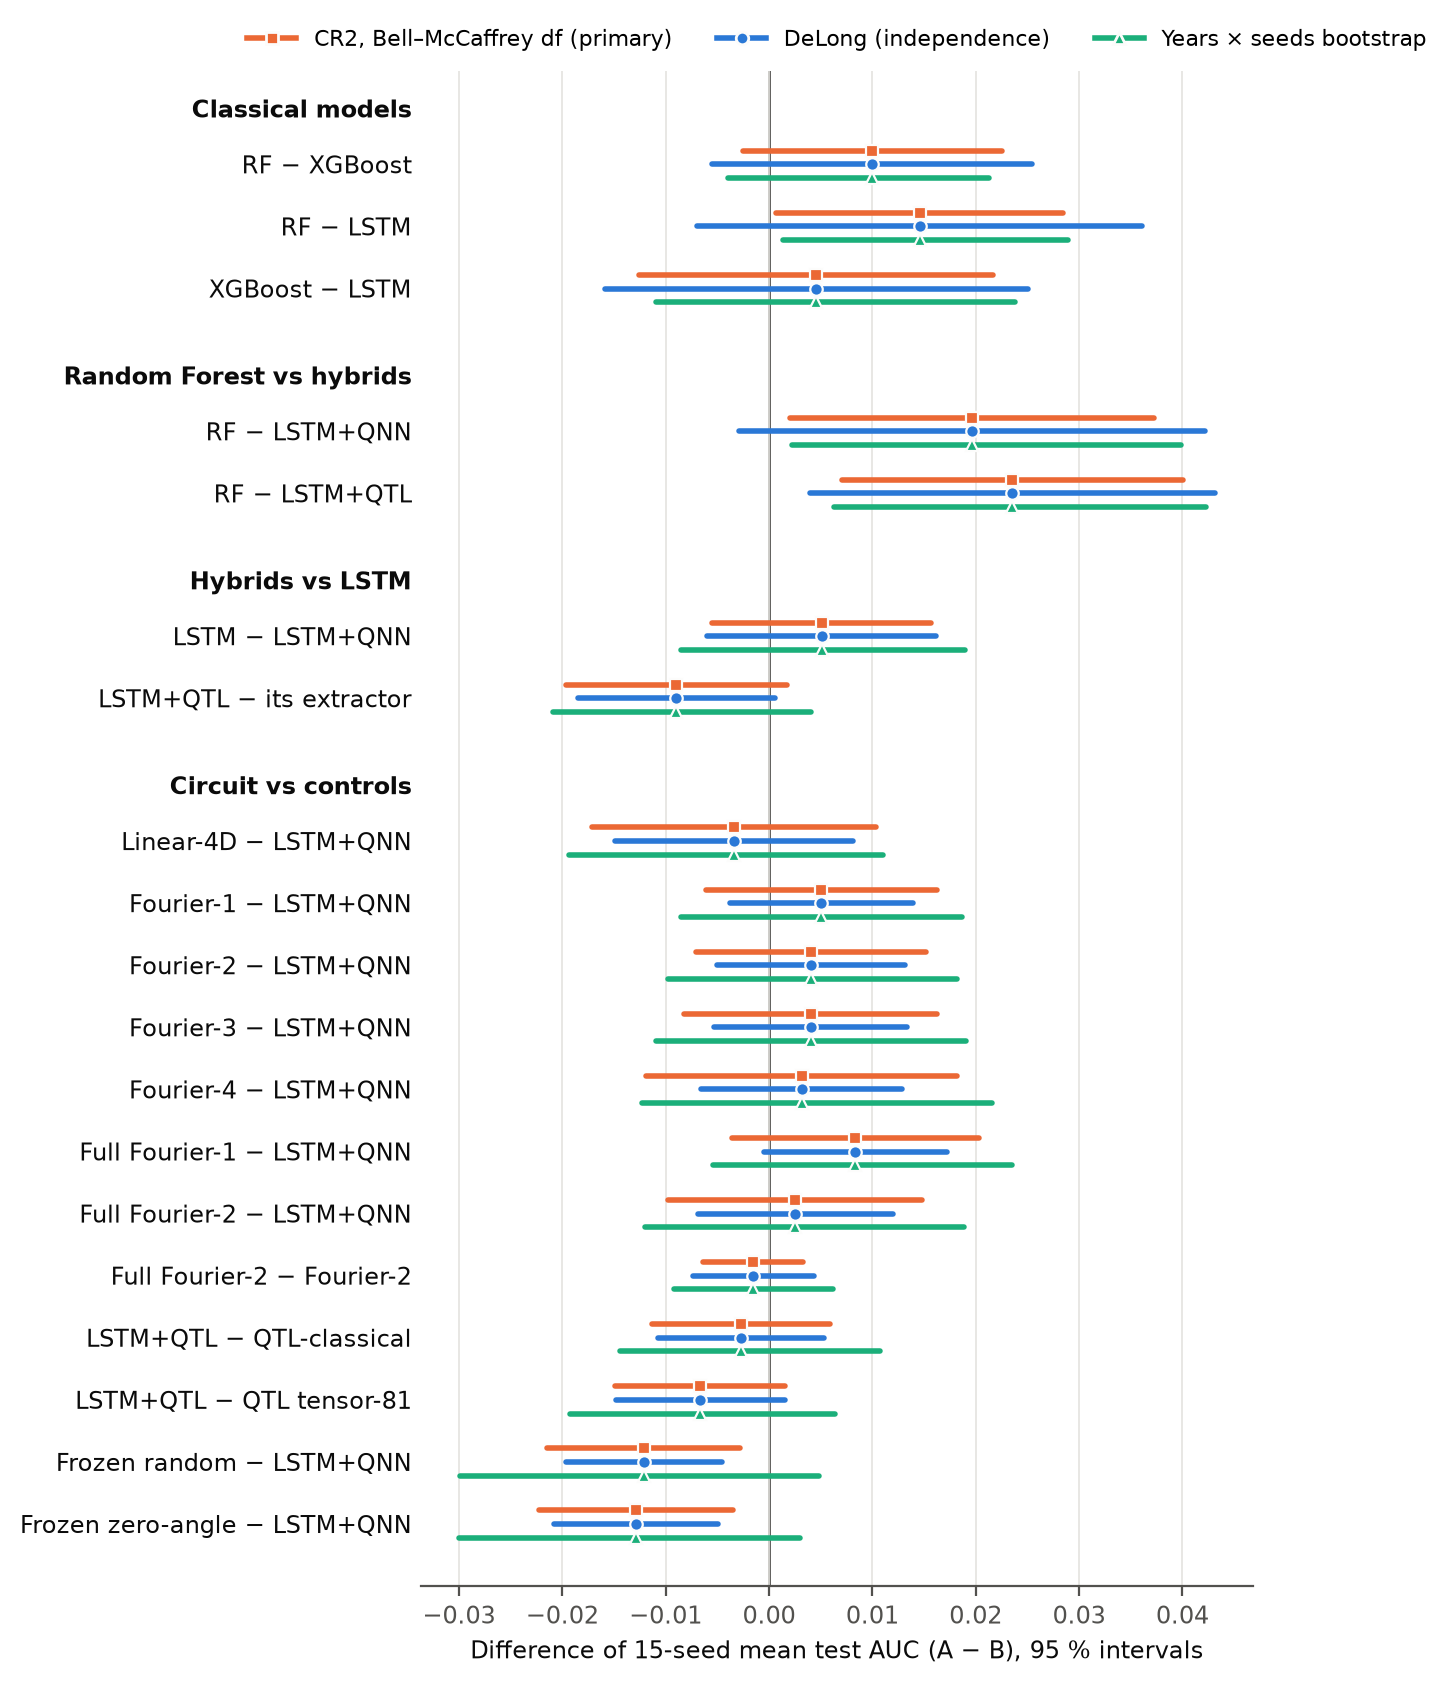 CR2, Bell–McCaffrey df (primary) DeLong (independence) Years × seeds bootstrap
Classical models
RF − XGBoost
RF − LSTM
XGBoost − LSTM
Random Forest vs hybrids
RF − LSTM+QNN
RF − LSTM+QTL
Hybrids vs LSTM
LSTM − LSTM+QNN
LSTM+QTL − its extractor
Circuit vs controls
Linear-4D − LSTM+QNN
Fourier-1 − LSTM+QNN
Fourier-2 − LSTM+QNN
Fourier-3 − LSTM+QNN
Fourier-4 − LSTM+QNN
Full Fourier-1 − LSTM+QNN
Full Fourier-2 − LSTM+QNN
Full Fourier-2 − Fourier-2
LSTM+QTL − QTL-classical
LSTM+QTL − QTL tensor-81
Frozen random − LSTM+QNN
Frozen zero-angle − LSTM+QNN
−0.03 −0.02 −0.01 0.00 0.01 0.02 0.03 0.04
Difference of 15-seed mean test AUC (A − B), 95 % intervals